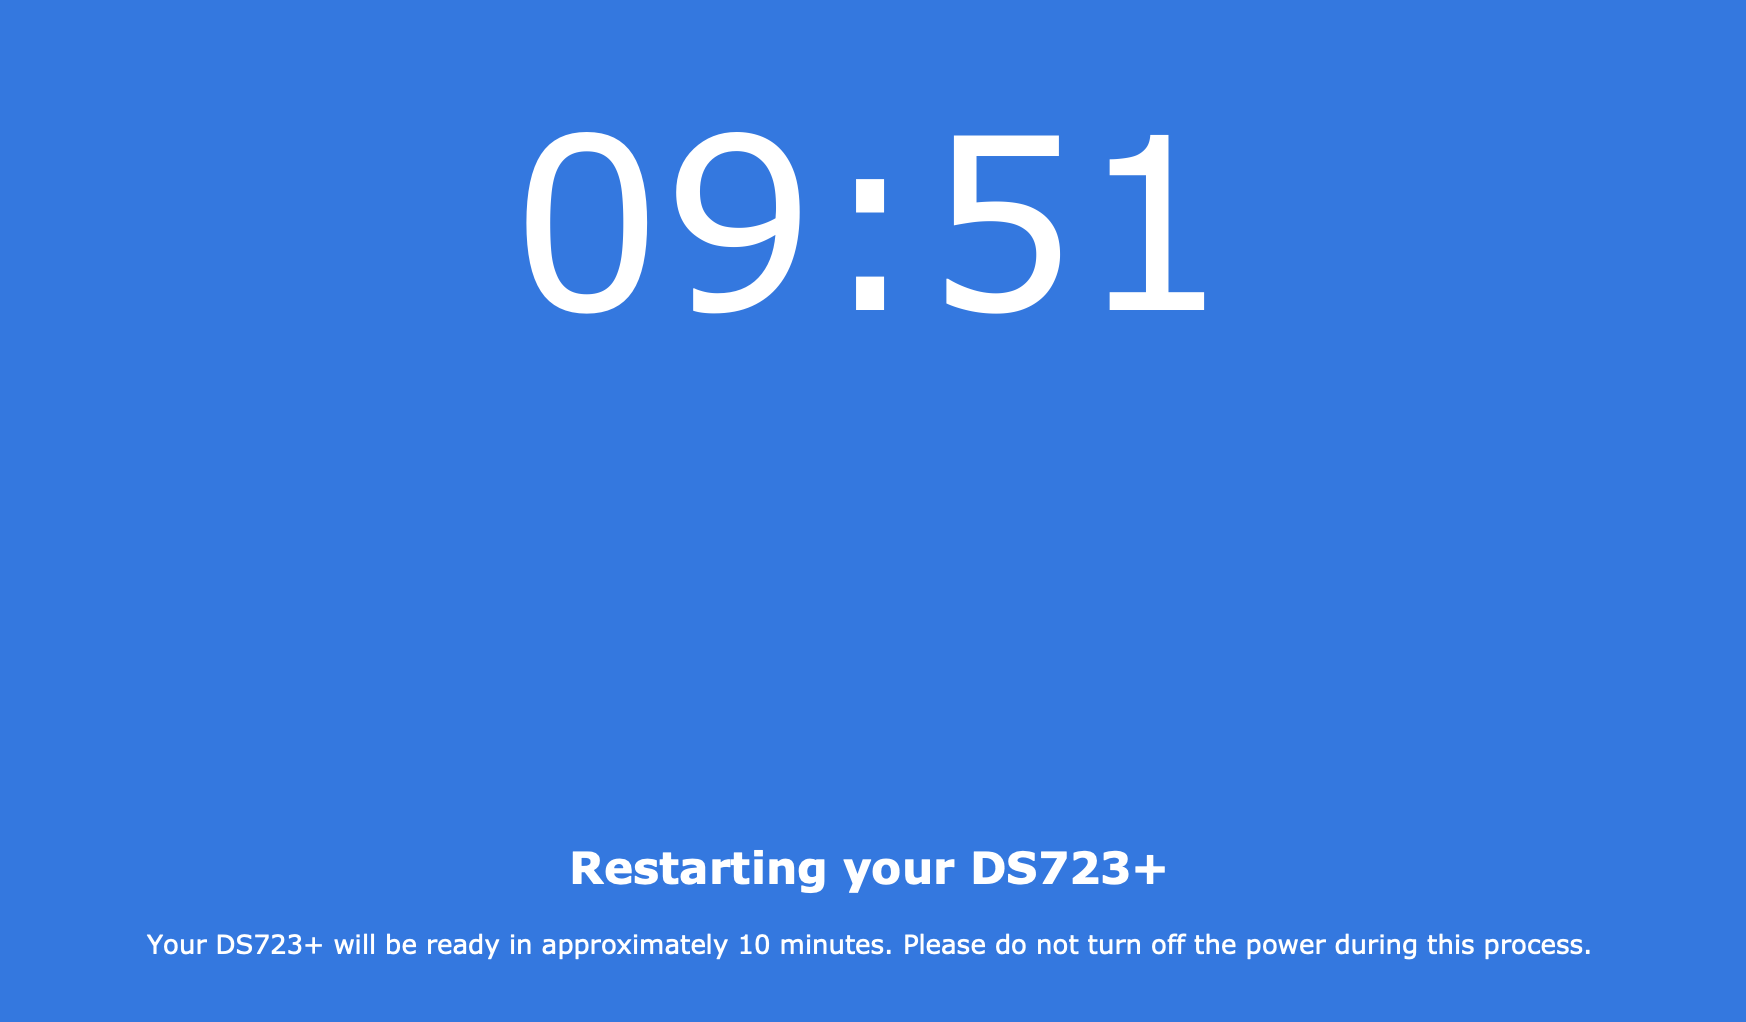 09:51
Restarting your DS723+
Your DS723+ will be ready in approximately 10 minutes. Please do not turn off the power during this process.